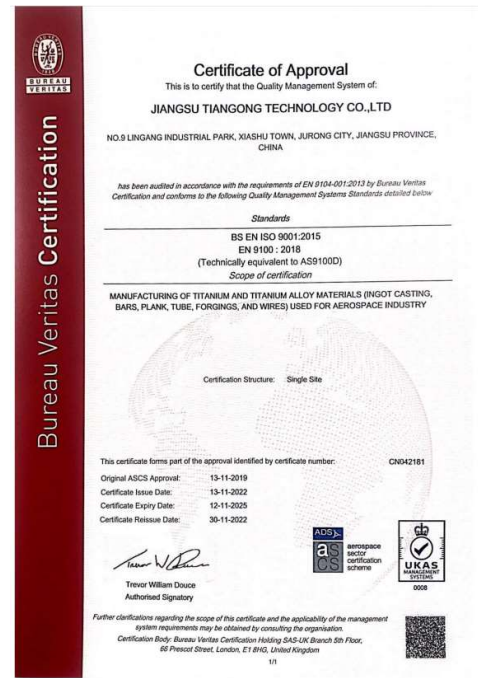 BUREAU
VERITAS
Bureau Veritas Certification
Certificate of Approval
This is to certify that the Quality Management System of:
JIANGSU TIANGONG TECHNOLOGY CO.,LTD
NO.9 LINGANG INDUSTRIAL PARK, XIASHU TOWN, JURONG CITY, JIANGSU PROVINCE,
CHINA
has been audited in accordance with the requirements of EN 9104-001:2013 by Bureau Veritas
Certification and conforms to the following Quality Management Systems Standards detailed below
Standards
BS EN ISO 9001:2015
EN 9100 : 2018
(Technically equivalent to AS9100D)
Scope of certification
MANUFACTURING OF TITANIUM AND TITANIUM ALLOY MATERIALS (INGOT CASTING,
BARS, PLANK, TUBE, FORGINGS, AND WIRES) USED FOR AEROSPACE INDUSTRY
Certification Structure: Single Site
This certificate forms part of the approval identified by certificate number: CN042181
Original ASCS Approval: 13-11-2019
Certificate Issue Date: 13-11-2022
Certificate Expiry Date: 12-11-2025
Certificate Reissue Date: 30-11-2022
ADS
as
CS
aerospace
sector
certification
scheme
UKAS
MANAGEMENT
SYSTEMS
0008
Trevor William Douce
Authorised Signatory
Further clarifications regarding the scope of this certificate and the applicability of the management
system requirements may be obtained by consulting the organisation.
Certification Body: Bureau Veritas Certification Holding SAS-UK Branch 5th Floor,
66 Prescot Street, London, E1 8HG, United Kingdom
1/1